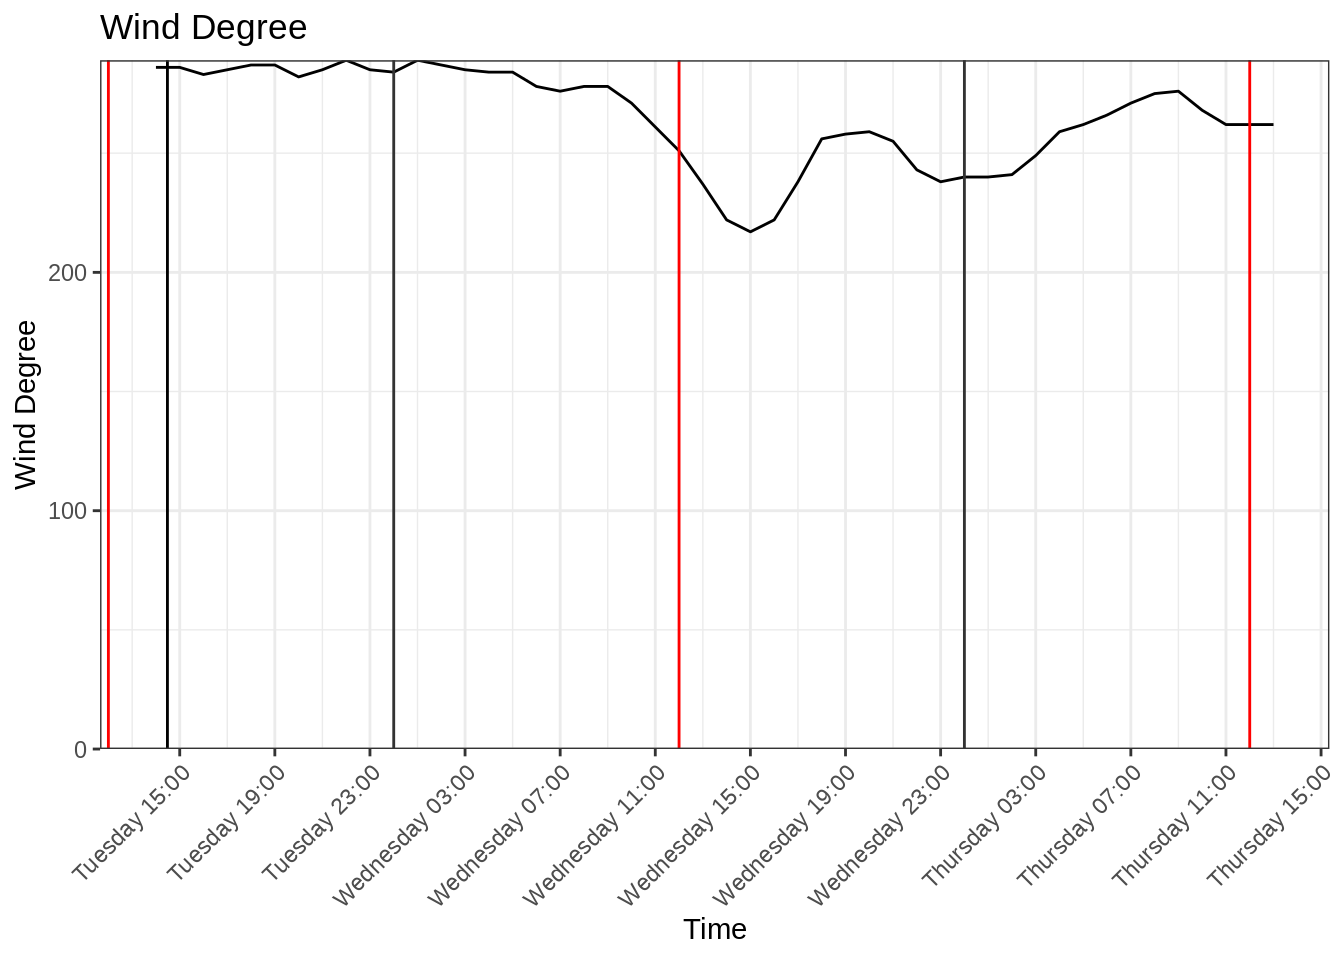 Wind Degree
Wind Degree
200
100
0
Tuesday 15:00
Tuesday 19:00
Tuesday 23:00
Wednesday 03:00
Wednesday 07:00
Wednesday 11:00
Wednesday 15:00
Wednesday 19:00
Wednesday 23:00
Thursday 03:00
Thursday 07:00
Thursday 11:00
Thursday 15:00
Time